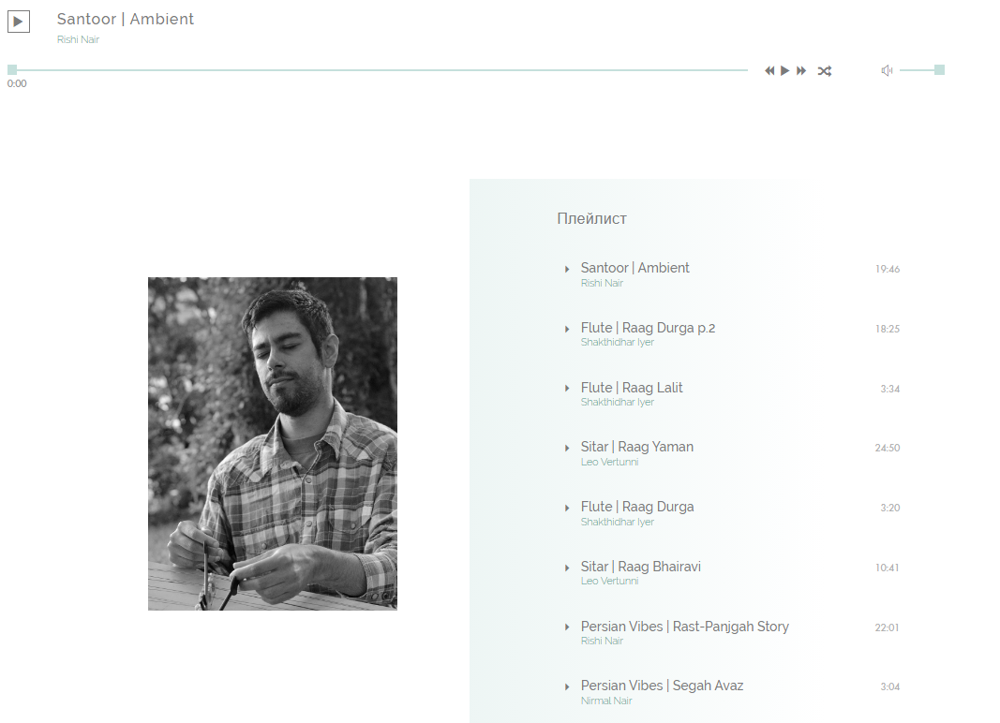 Santoor | Ambient
Rishi Nair
0:00
Плейлист
Santoor | Ambient 19:46
Rishi Nair
Flute | Raag Durga p.2 18:25
Shakthidhar Iyer
Flute | Raag Lalit 3:34
Shakthidhar Iyer
Sitar | Raag Yaman 24:50
Leo Vertunni
Flute | Raag Durga 3:20
Shakthidhar Iyer
Sitar | Raag Bhairavi 10:41
Leo Vertunni
Persian Vibes | Rast-Panjgah Story 22:01
Rishi Nair
Persian Vibes | Segah Avaz 3:04
Nirmal Nair